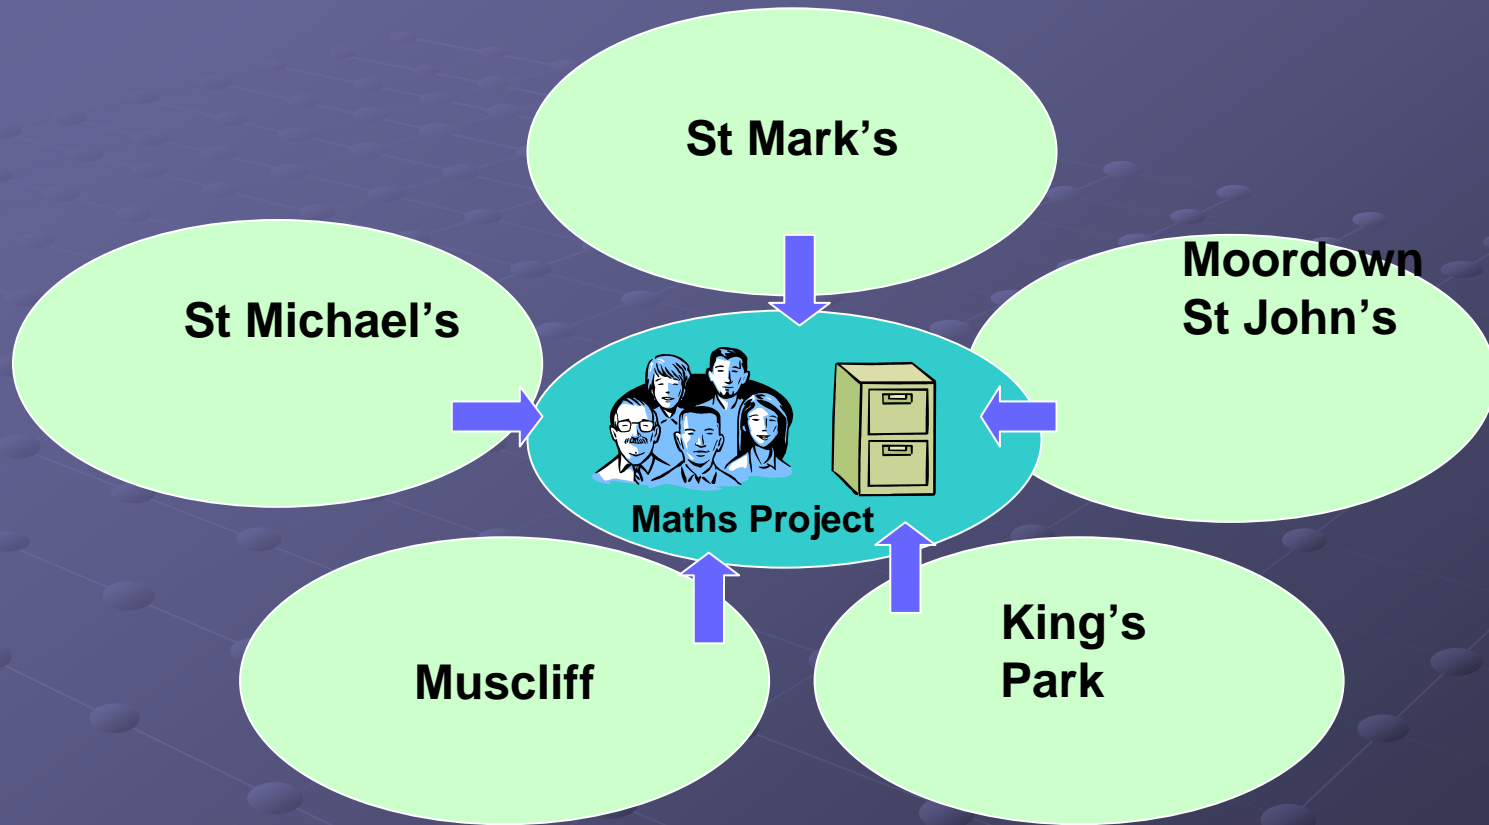 St Mark’s
Moordown
St John’s
St Michael’s
Maths Project
King’s
Park
Muscliff